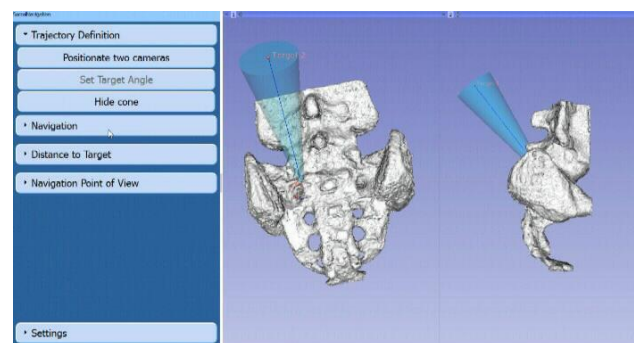 Trajectory Definition
Positionate two cameras
Set Target Angle
Hide cone
Navigation
Distance to Target
Navigation Point of View
Settings